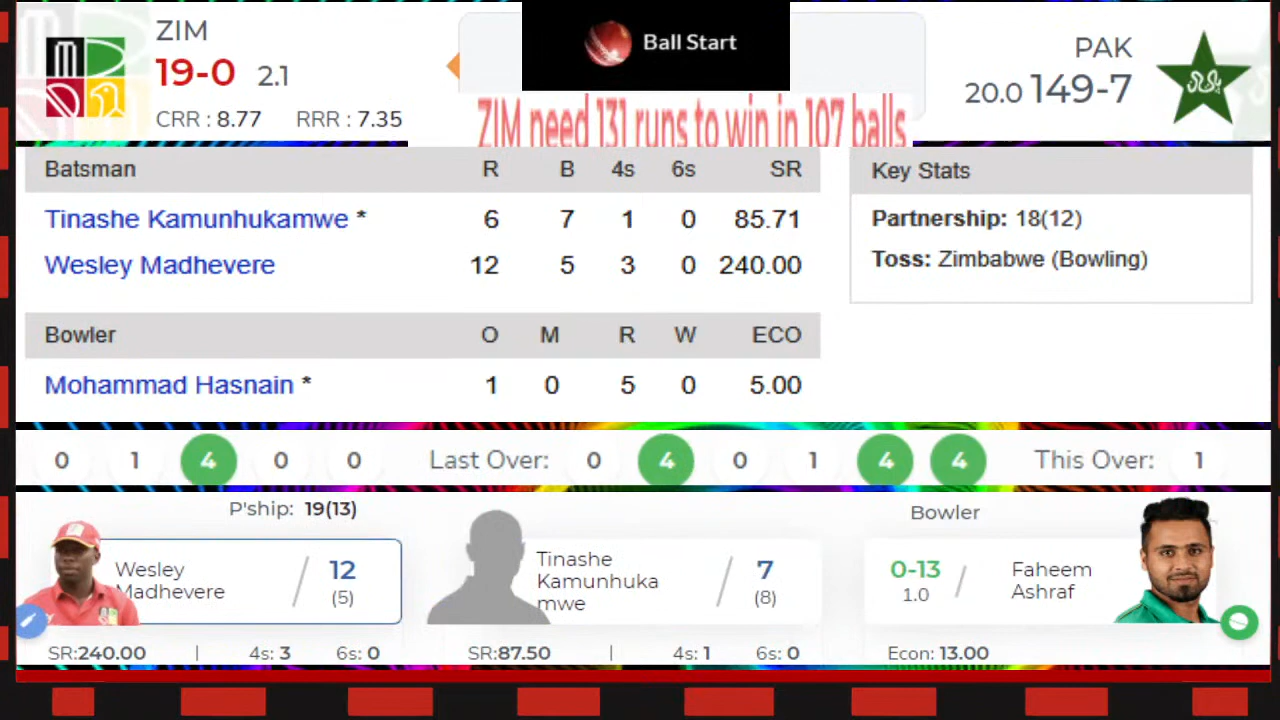 ZIM
19-0 2.1
CRR : 8.77 RRR : 7.35
Ball Start
ZIM need 131 runs to win in 107 balls
PAK
20.0 149-7
Batsman R B 4s 6s SR
Tinashe Kamunhukamwe * 6 7 1 0 85.71
Wesley Madhevere 12 5 3 0 240.00
Key Stats
Partnership: 18(12)
Toss: Zimbabwe (Bowling)
Bowler O M R W ECO
Mohammad Hasnain * 1 0 5 0 5.00
0 1 4 0 0 Last Over: 0 4 0 1 4 4 This Over: 1
P'ship: 19(13)
Wesley
Madhevere
12
(5)
SR:240.00 | 4s: 3 6s: 0
Tinashe
Kamunhuka
mwe
7
(8)
SR:87.50 | 4s: 1 6s: 0
Bowler
0-13
1.0
Faheem
Ashraf
Econ: 13.00